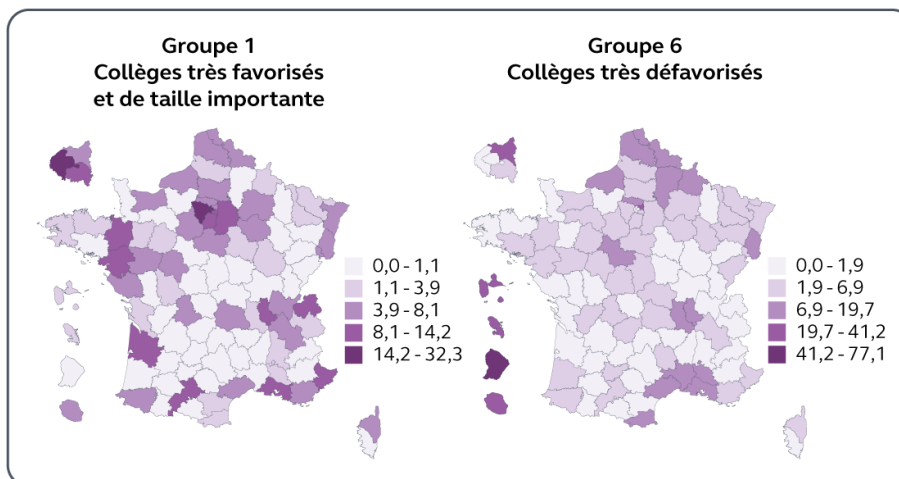 Groupe 1
Collèges très favorisés
et de taille importante
0,0 - 1,1
1,1 - 3,9
3,9 - 8,1
8,1 - 14,2
14,2 - 32,3
Groupe 6
Collèges très défavorisés
0,0 - 1,9
1,9 - 6,9
6,9 - 19,7
19,7 - 41,2
41,2 - 77,1